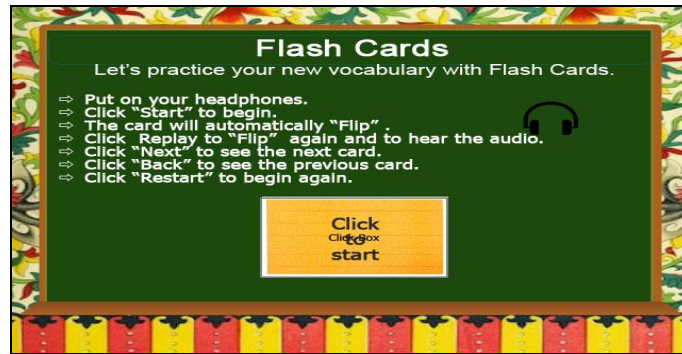 Flash Cards
Let's practice your new vocabulary with Flash Cards.
⇨ Put on your headphones.
⇨ Click “Start” to begin.
⇨ The card will automatically “Flip” .
⇨ Click  Replay to “Flip”  again and to hear the audio.
⇨ Click “Next” to see the next card.
⇨ Click “Back” to see the previous card.
⇨ Click “Restart” to begin again.
Click
Click Box
to
start